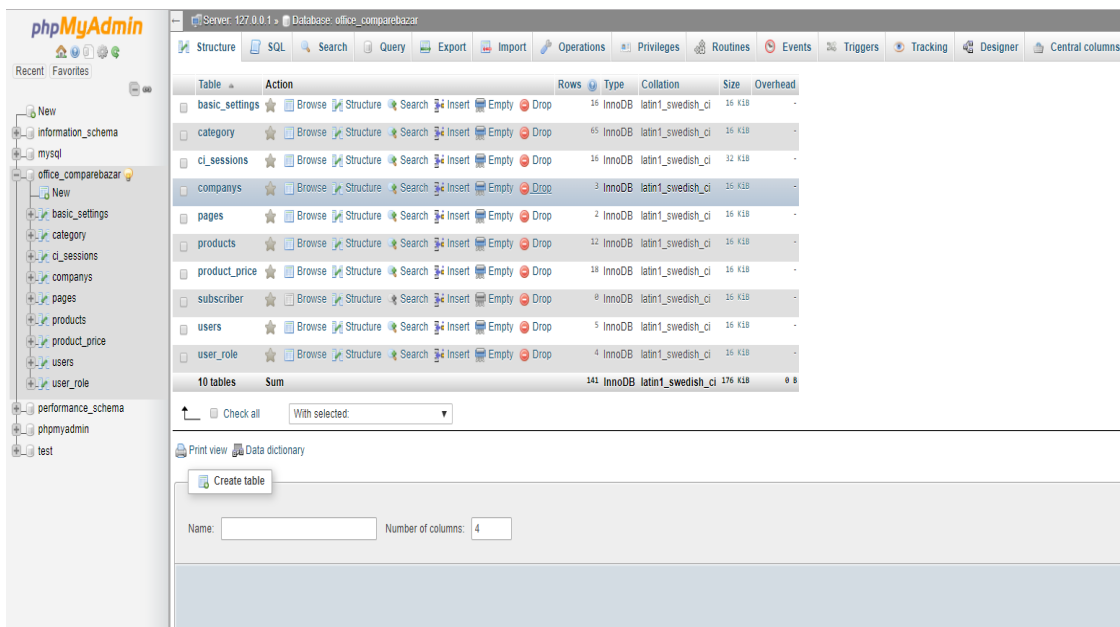 phpMyAdmin
Recent Favorites
New
information_schema
mysql
office_comparebazar
New
basic_settings
category
ci_sessions
companys
pages
products
product_price
users
user_role
performance_schema
phpmyadmin
test
Server: 127.0.0.1 » Database: office_comparebazar
Structure SQL Search Query Export Import Operations Privileges Routines Events Triggers Tracking Designer Central columns
Table Action Rows Type Collation Size Overhead
basic_settings Browse Structure Search Insert Empty Drop 16 InnoDB latin1_swedish_ci 16 KiB -
category Browse Structure Search Insert Empty Drop 65 InnoDB latin1_swedish_ci 16 KiB -
ci_sessions Browse Structure Search Insert Empty Drop 16 InnoDB latin1_swedish_ci 32 KiB -
companys Browse Structure Search Insert Empty Drop 3 InnoDB latin1_swedish_ci 16 KiB -
pages Browse Structure Search Insert Empty Drop 2 InnoDB latin1_swedish_ci 16 KiB -
products Browse Structure Search Insert Empty Drop 12 InnoDB latin1_swedish_ci 16 KiB -
product_price Browse Structure Search Insert Empty Drop 18 InnoDB latin1_swedish_ci 16 KiB -
subscriber Browse Structure Search Insert Empty Drop 0 InnoDB latin1_swedish_ci 16 KiB -
users Browse Structure Search Insert Empty Drop 5 InnoDB latin1_swedish_ci 16 KiB -
user_role Browse Structure Search Insert Empty Drop 4 InnoDB latin1_swedish_ci 16 KiB -
10 tables Sum 141 InnoDB latin1_swedish_ci 176 KiB 0 B
Check all With selected:
Print view Data dictionary
Create table
Name: Number of columns: 4